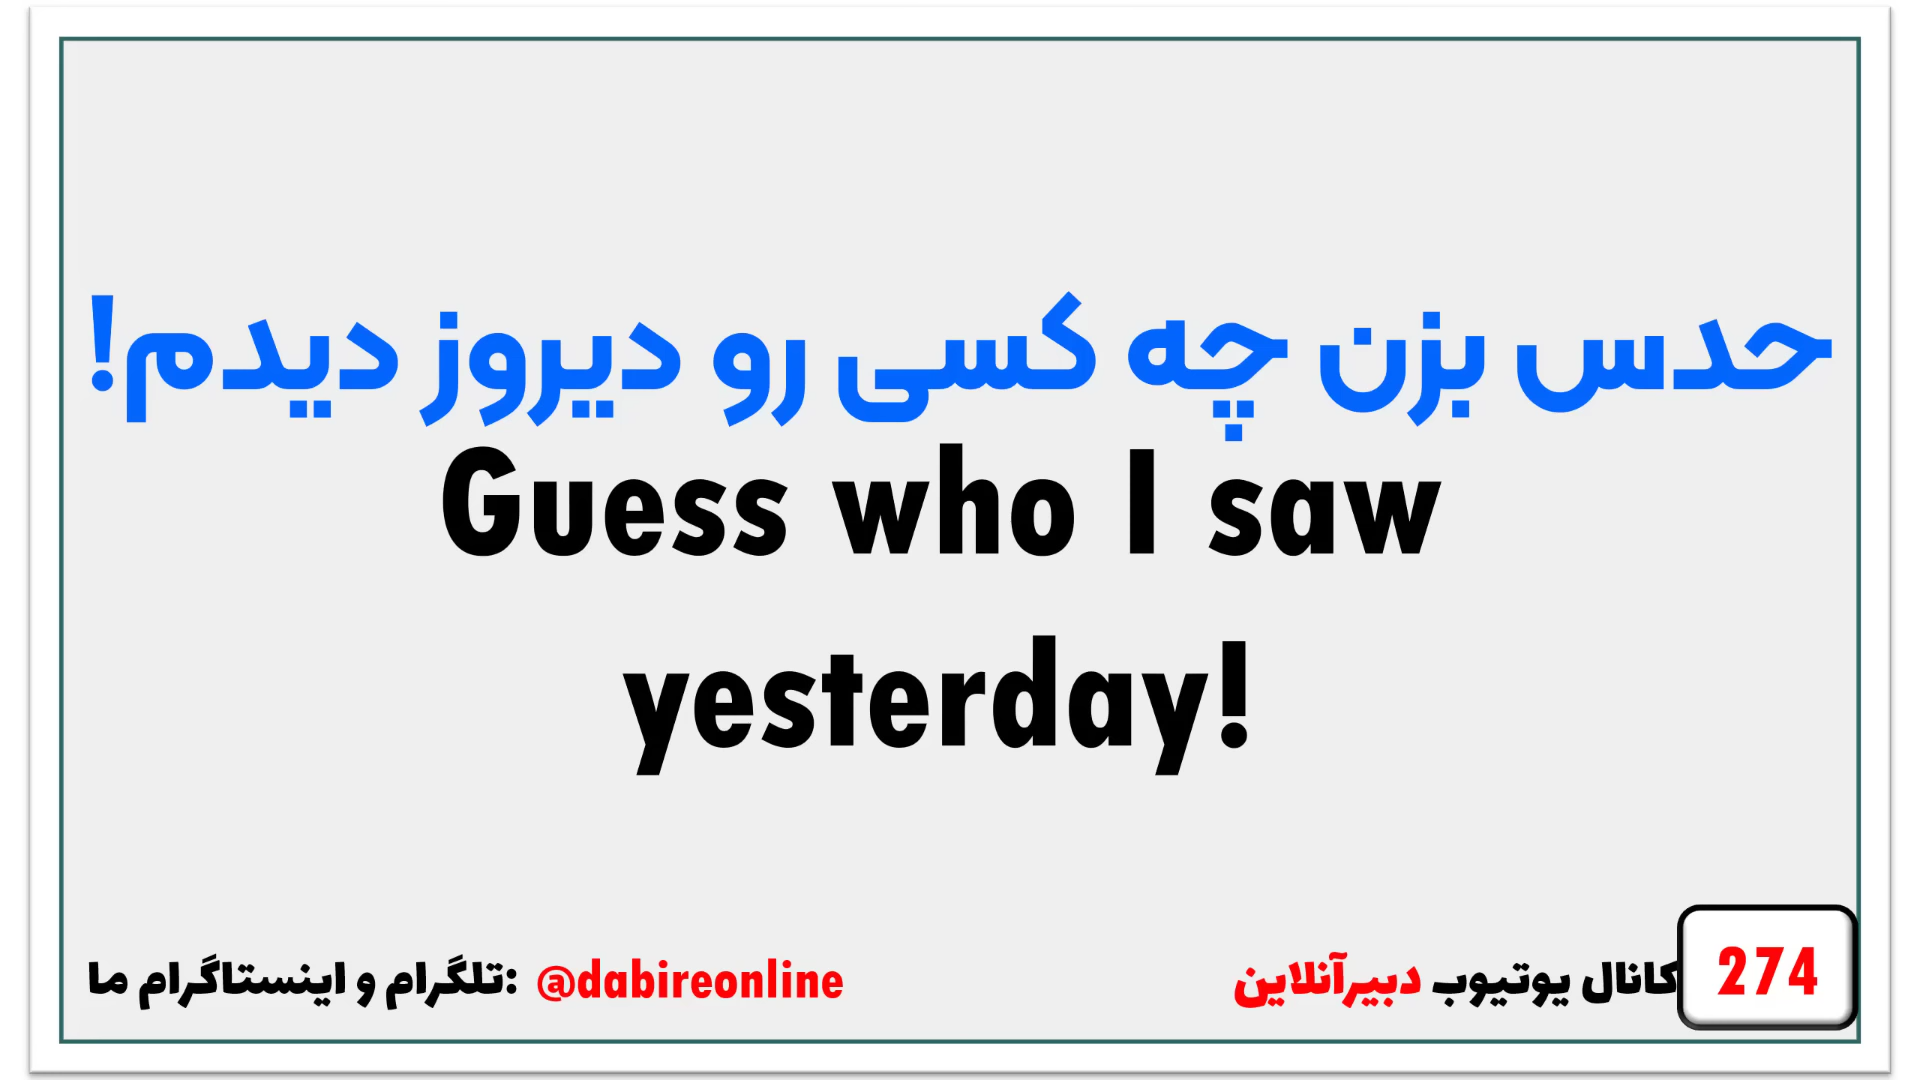 حدس بزن چه کسی رو دیروز دیدم!
Guess who I saw
yesterday!
تلگرام و اینستاگرام ما: @dabireonline
کانال یوتیوب دبیرآنلاین
274